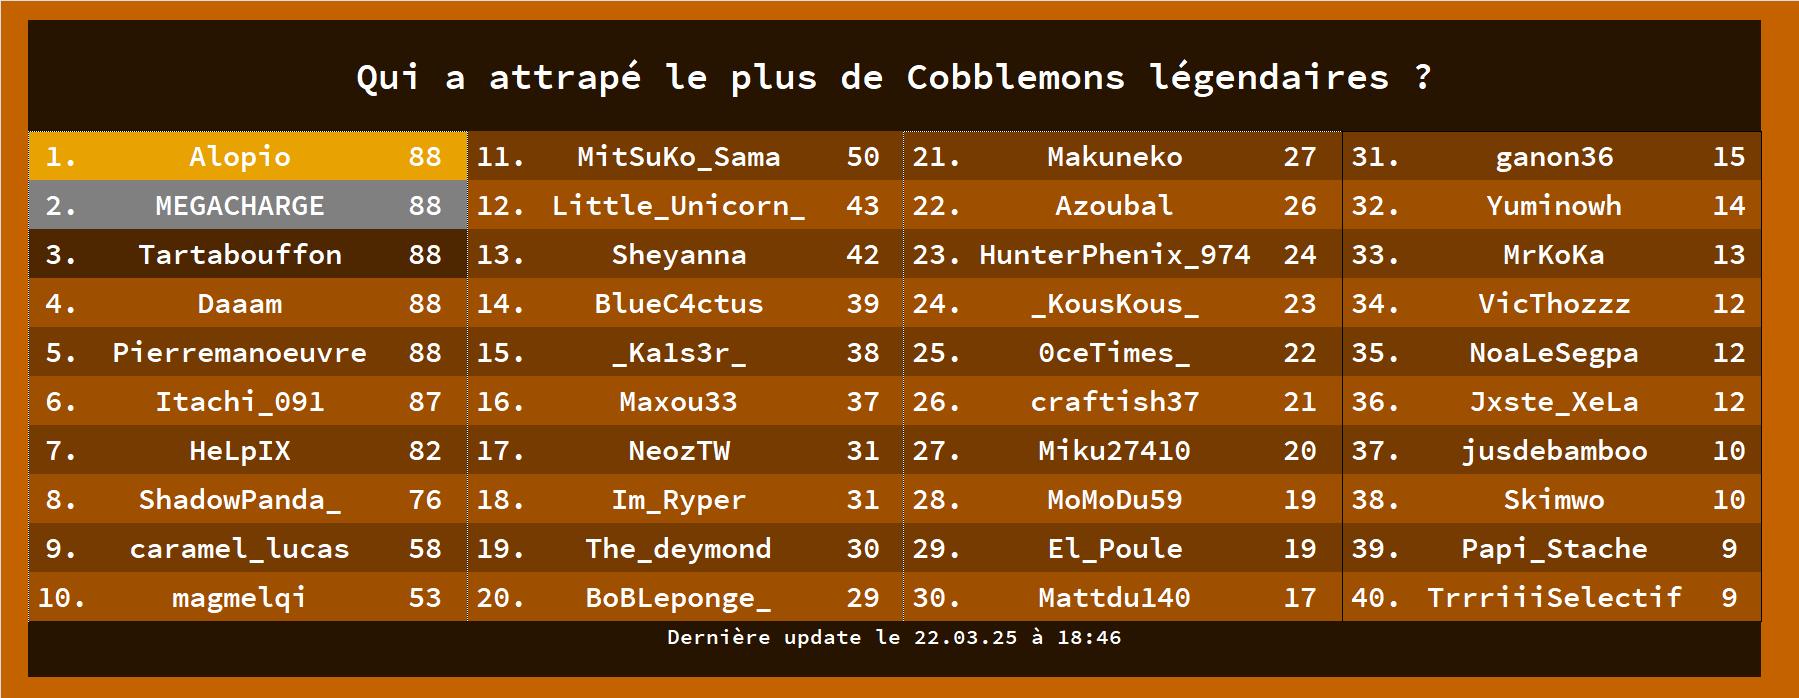 Qui a attrapé le plus de Cobblemons légendaires ?
1. Alopio 88 11. MitSuKo_Sama 50 21. Makuneko 27 31. ganon36 15
2. MEGACHARGE 88 12. Little_Unicorn_ 43 22. Azoubal 26 32. Yuminowh 14
3. Tartabouffon 88 13. Sheyanna 42 23. HunterPhenix_974 24 33. MrKoKa 13
4. Daaam 88 14. BlueC4ctus 39 24. _KousKous_ 23 34. VicThozzz 12
5. Pierremanoeuvre 88 15. _Ka1s3r_ 38 25. 0ceTimes_ 22 35. NoaLeSegpa 12
6. Itachi_091 87 16. Maxou33 37 26. craftish37 21 36. Jxste_XeLa 12
7. HeLpIX 82 17. NeozTW 31 27. Miku27410 20 37. jusdebamboo 10
8. ShadowPanda_ 76 18. Im_Ryper 31 28. MoMoDu59 19 38. Skimwo 10
9. caramel_lucas 58 19. The_deymond 30 29. El_Poule 19 39. Papi_Stache 9
10. magmelqi 53 20. BoBLeponge_ 29 30. Mattdu140 17 40. TrrriiiSelectif 9
Dernière update le 22.03.25 à 18:46